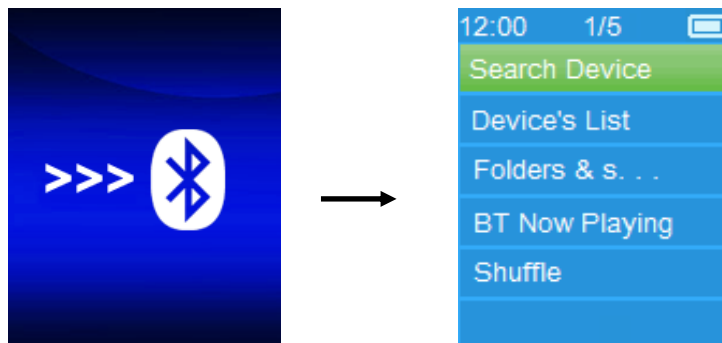 >>>
12:00 1/5
Search Device
Device's List
Folders & s. . .
BT Now Playing
Shuffle